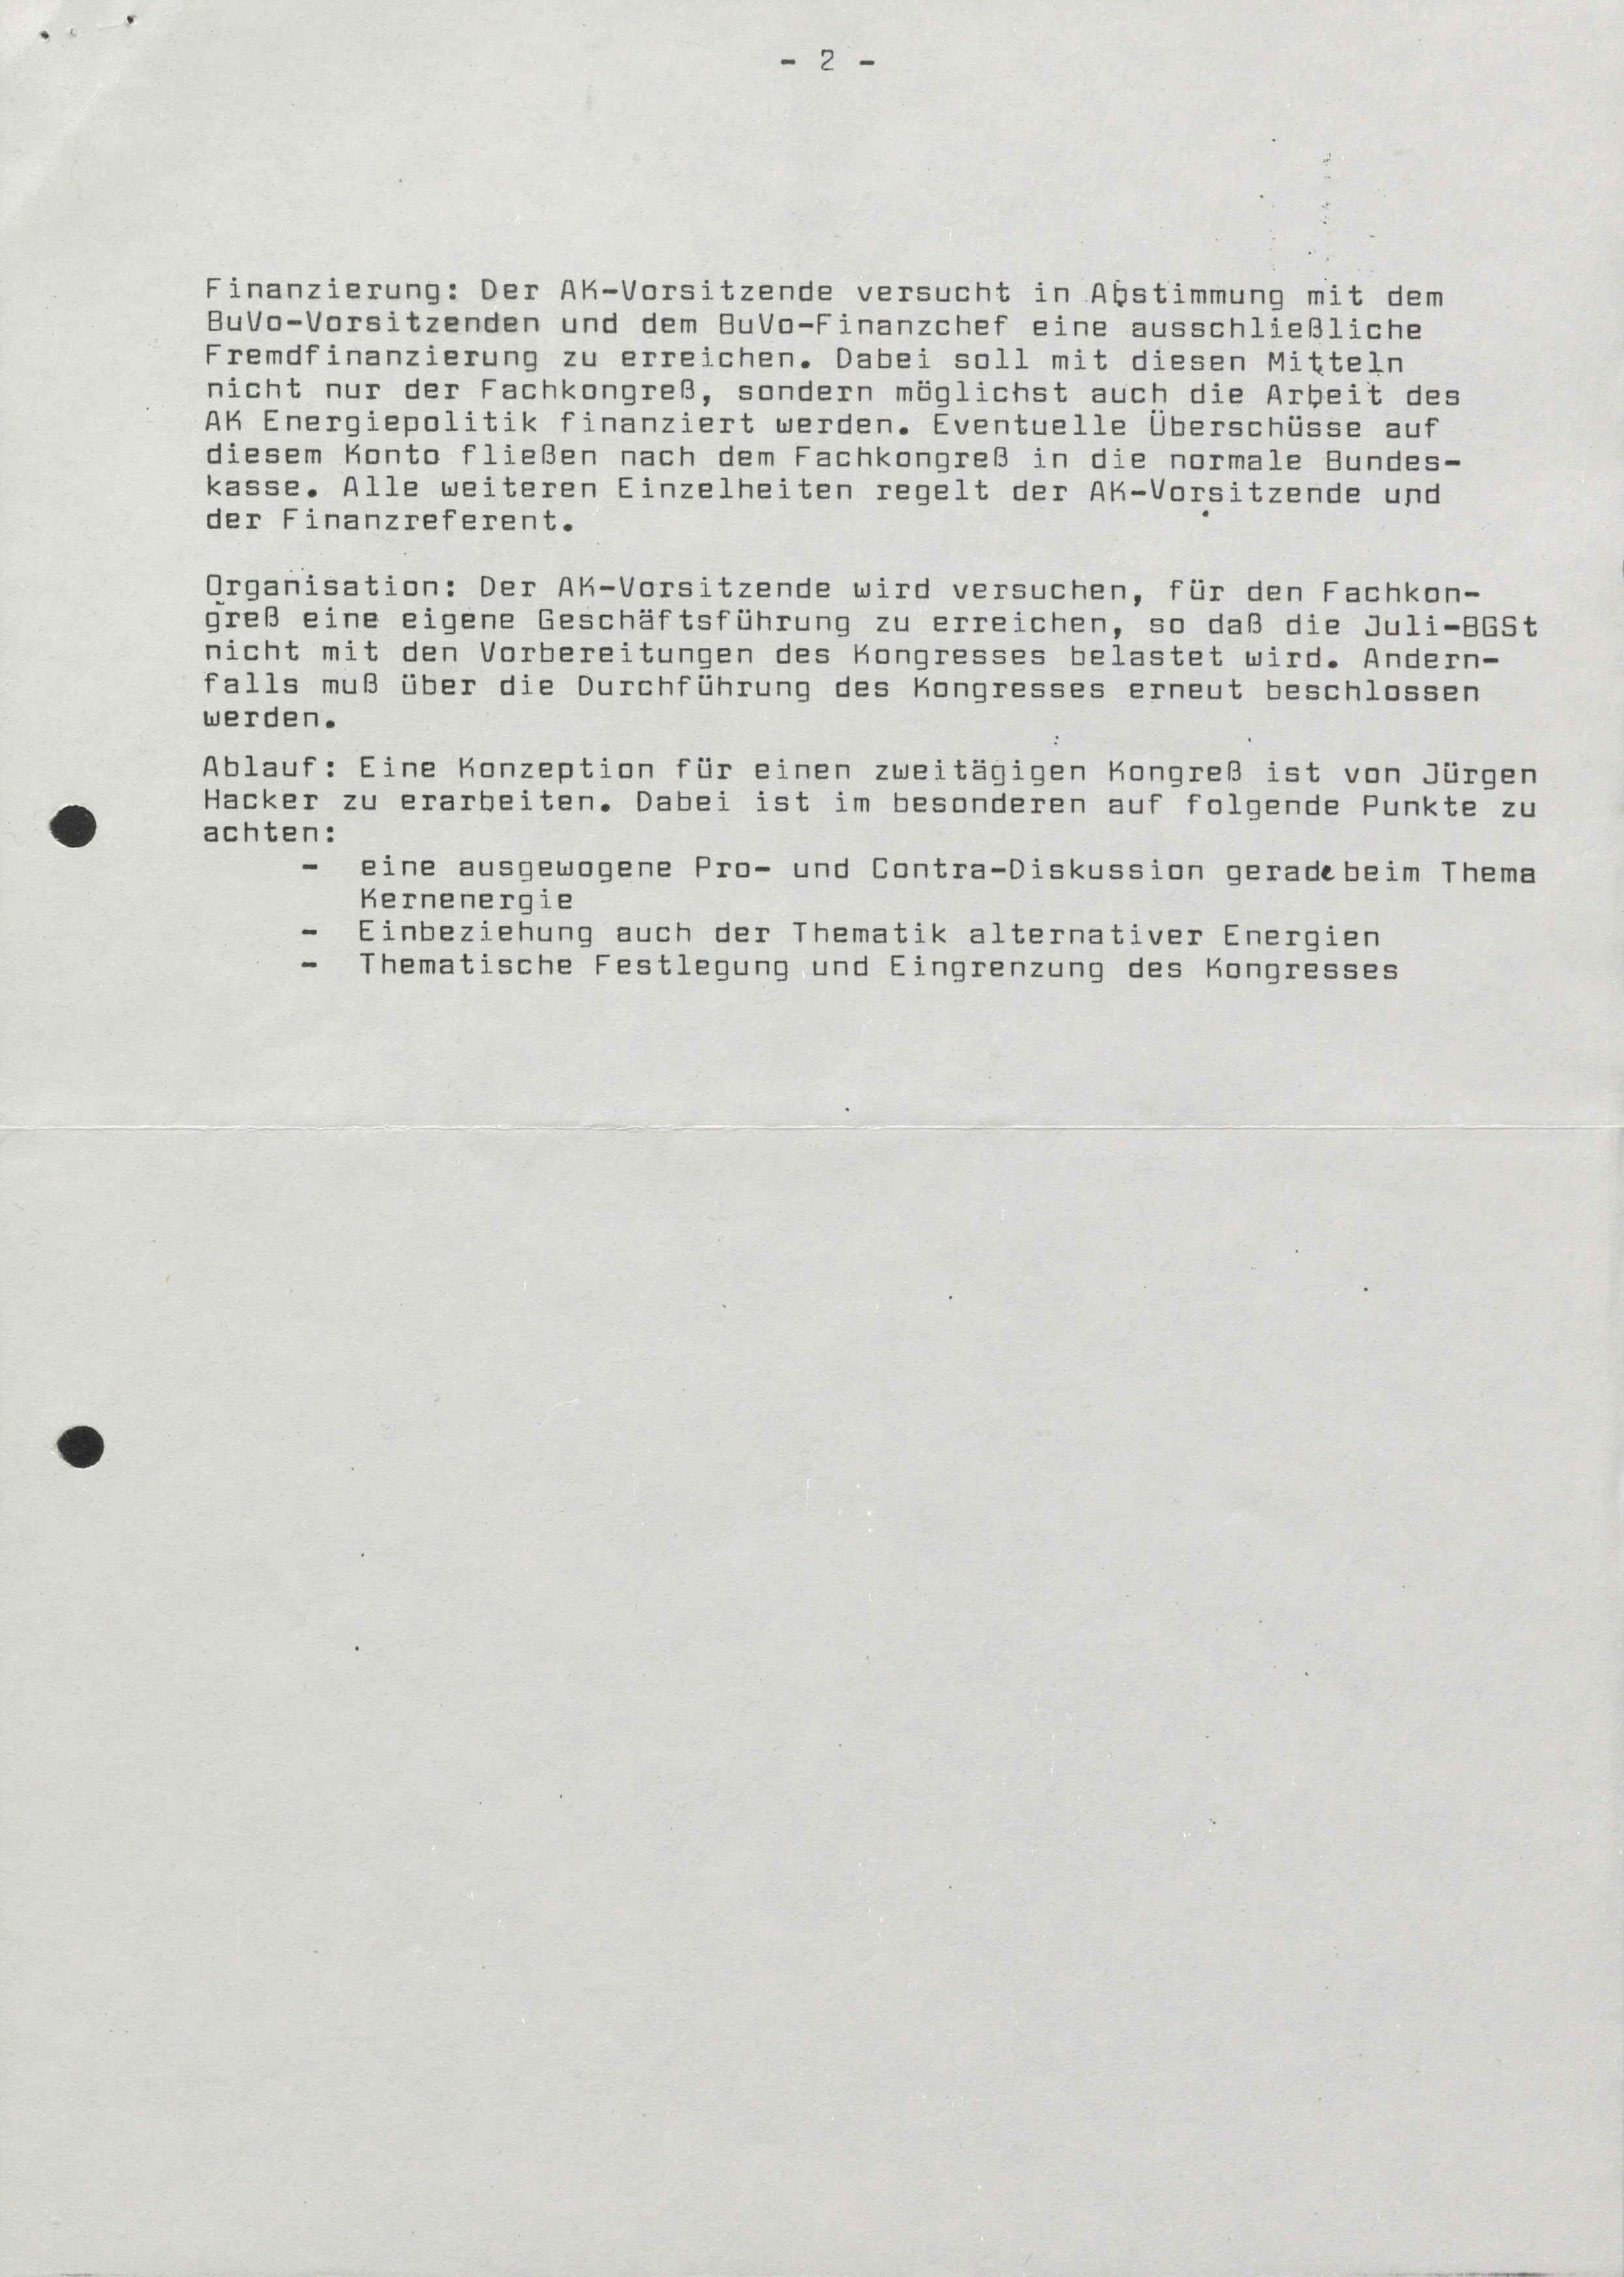 - 2 -
Finanzierung: Der AK-Vorsitzende versucht in Abstimmung mit dem
BuVo-Vorsitzenden und dem BuVo-Finanzchef eine ausschließliche
Fremdfinanzierung zu erreichen. Dabei soll mit diesen Mitteln
nicht nur der Fachkongreß, sondern möglichst auch die Arbeit des
AK Energiepolitik finanziert werden. Eventuelle Überschüsse auf
diesem Konto fließen nach dem Fachkongreß in die normale Bundes-
kasse. Alle weiteren Einzelheiten regelt der AK-Vorsitzende und
der Finanzreferent.
Organisation: Der AK-Vorsitzende wird versuchen, für den Fachkon-
greß eine eigene Geschäftsführung zu erreichen, so daß die Juli-BGSt
nicht mit den Vorbereitungen des Kongresses belastet wird. Andern-
falls muß über die Durchführung des Kongresses erneut beschlossen
werden.
Ablauf: Eine Konzeption für einen zweitägigen Kongreß ist von Jürgen
Hacker zu erarbeiten. Dabei ist im besonderen auf folgende Punkte zu
achten:
- eine ausgewogene Pro- und Contra-Diskussion gerade beim Thema
Kernenergie
- Einbeziehung auch der Thematik alternativer Energien
- Thematische Festlegung und Eingrenzung des Kongresses